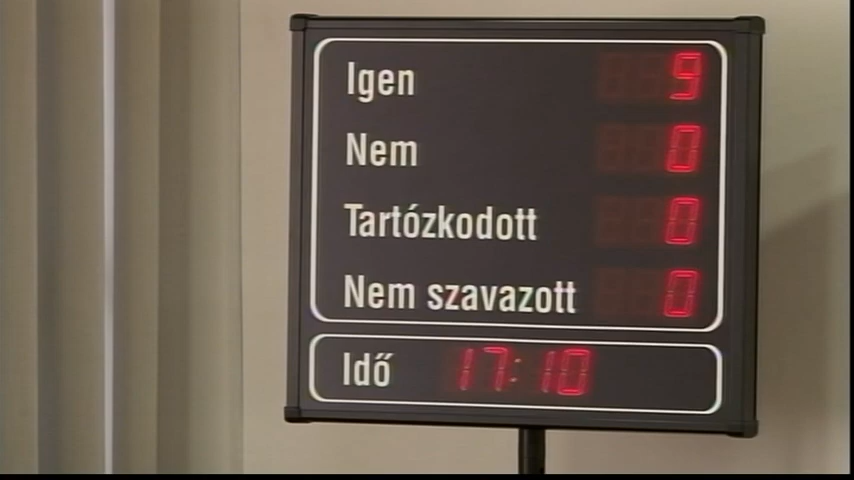 Igen 9
Nem 0
Tartózkodott 0
Nem szavazott 0
Idő 17:10